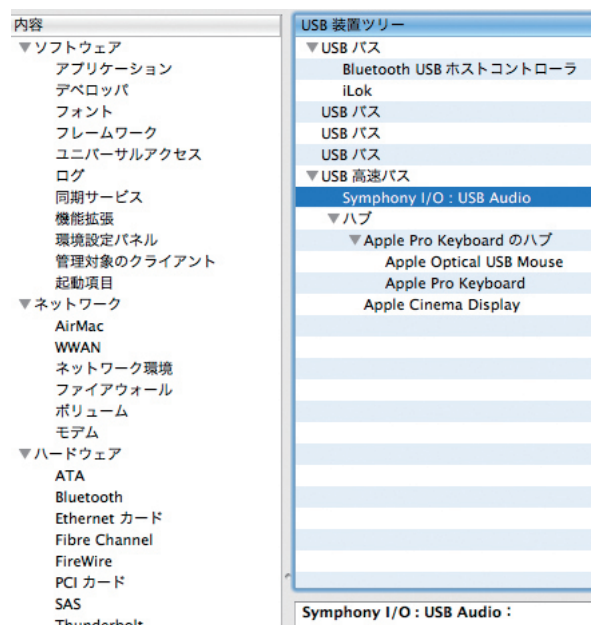 内容
▼ソフトウェア
アプリケーション
デベロッパ
フォント
フレームワーク
ユニバーサルアクセス
ログ
同期サービス
機能拡張
環境設定パネル
管理対象のクライアント
起動項目
▼ネットワーク
AirMac
WWAN
ネットワーク環境
ファイアウォール
ボリューム
モデム
▼ハードウェア
ATA
Bluetooth
Ethernet カード
Fibre Channel
FireWire
PCI カード
SAS
Thunderbolt
USB 装置ツリー
▼USB バス
Bluetooth USB ホストコントローラ
iLok
USB バス
USB バス
USB バス
▼USB 高速バス
Symphony I/O : USB Audio
▼ハブ
▼Apple Pro Keyboard のハブ
Apple Optical USB Mouse
Apple Pro Keyboard
Apple Cinema Display
Symphony I/O : USB Audio：